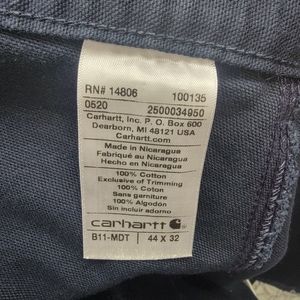 RN# 14806 100135
0520 2500034950
Carhartt, Inc. P. O. Box 600
Dearborn, MI 48121 USA
Carhartt.com
Made in Nicaragua
Fabriqué au Nicaragua
Hecho en Nicaragua
100% Cotton
Exclusive of Trimming
100% Coton
Sans garniture
100% Algodón
Sin incluir adorno
carhartt
B11-MDT 44 X 32